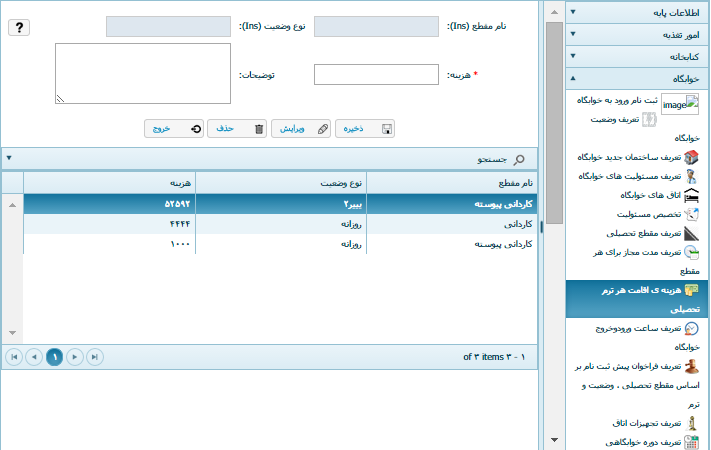 اطلاعات پایه
امور تغذیه
کتابخانه
خوابگاه
image
ثبت نام ورود به خوابگاه
تعریف وضعیت
خوابگاه
تعریف ساختمان جدید خوابگاه
تعریف مسئولیت های خوابگاه
اتاق های خوابگاه
تخصیص مسئولیت
تعریف مقطع تحصیلی
تعریف مدت مجاز برای هر
مقطع
هزینه ی اقامت هر ترم
تحصیلی
تعریف ساعت ورودوخروج
خوابگاه
تعریف فراخوان پیش ثبت نام بر
اساس مقطع تحصیلی ، وضعیت و
ترم
تعریف تجهیزات اتاق
تعریف دوره خوابگاهی
نام مقطع (Ins): نوع وضعیت (Ins): ?
* هزینه: توضیحات:
ذخیره ویرایش حذف خروج
جستجو
نام مقطع نوع وضعیت هزینه
کاردانی پیوسته ییبر۲ ۵۲۵۹۲
کاردانی روزانه ۴۴۴۴
کاردانی پیوسته روزانه ۱۰۰۰
۱
۱ - ۳ of ۳ items